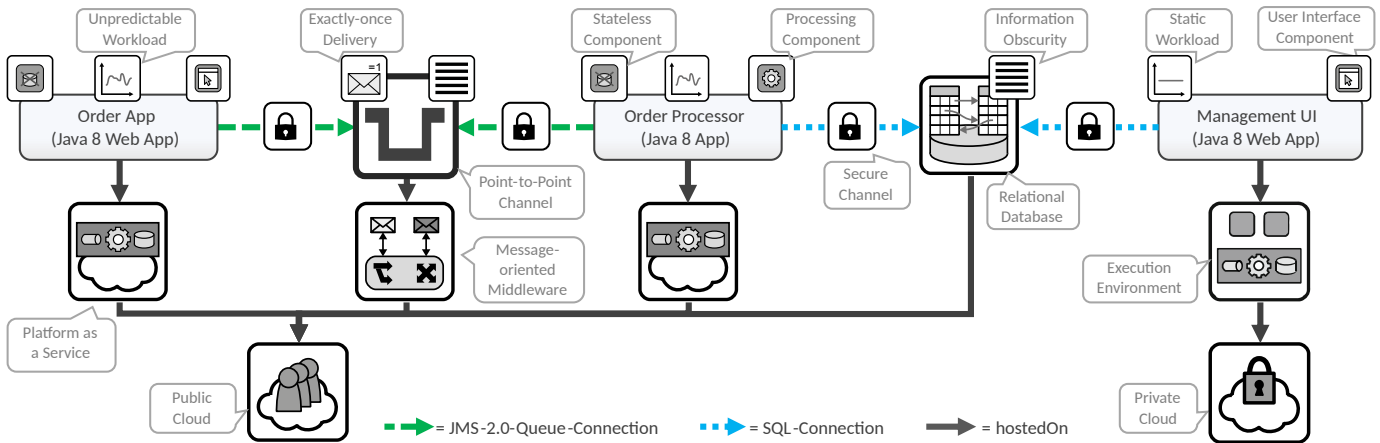 Unpredictable
Workload
Exactly-once
Delivery
Stateless
Component
Processing
Component
Information
Obscurity
Static
Workload
User Interface
Component
=1
Order App
(Java 8 Web App)
Order Processor
(Java 8 App)
Management UI
(Java 8 Web App)
Point-to-Point
Channel
Secure
Channel
Relational
Database
Message-
oriented
Middleware
Execution
Environment
Platform as
a Service
Public
Cloud
Private
Cloud
= JMS-2.0-Queue-Connection
= SQL-Connection
= hostedOn